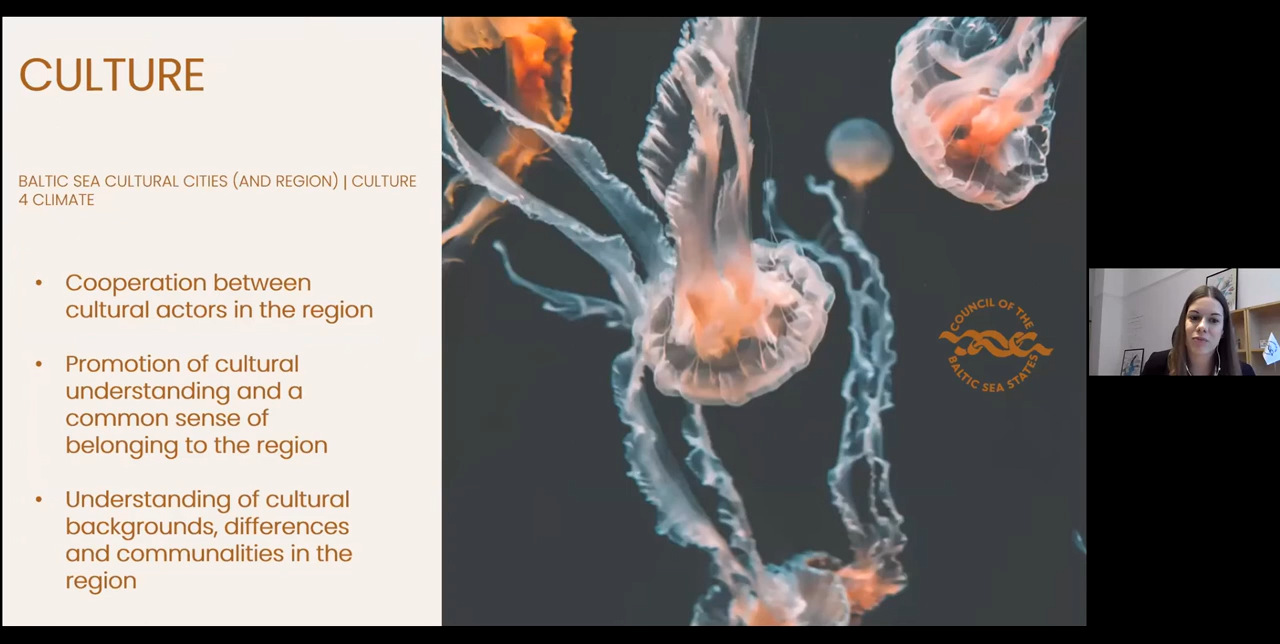 CULTURE
BALTIC SEA CULTURAL CITIES (AND REGION) | CULTURE
4 CLIMATE
• Cooperation between
cultural actors in the region
• Promotion of cultural
understanding and a
common sense of
belonging to the region
• Understanding of cultural
backgrounds, differences
and communalities in the
region
COUNCIL OF THE
BALTIC SEA STATES